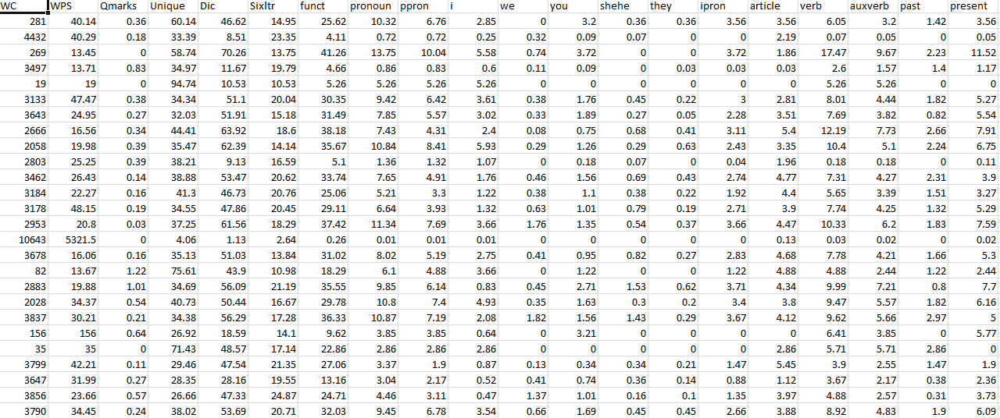 WC WPS Qmarks Unique Dic Sixltr funct pronoun ppron i we you shehe they ipron article verb auxverb past present
281 40.14 0.36 60.14 46.62 14.95 25.62 10.32 6.76 2.85 0 3.2 0.36 0.36 3.56 3.56 6.05 3.2 1.42 3.56
4432 40.29 0.18 33.39 8.51 23.35 4.11 0.72 0.72 0.25 0.32 0.09 0.07 0 0 2.19 0.07 0.05 0 0.05
269 13.45 0 58.74 70.26 13.75 41.26 13.75 10.04 5.58 0.74 3.72 0 0 3.72 1.86 17.47 9.67 2.23 11.52
3497 13.71 0.83 34.97 11.67 19.79 4.66 0.86 0.83 0.6 0.11 0.09 0 0.03 0.03 0.03 2.6 1.57 1.4 1.17
19 19 0 94.74 10.53 10.53 5.26 5.26 5.26 5.26 0 0 0 0 0 0 5.26 5.26 0 0
3133 47.47 0.38 34.34 51.1 20.04 30.35 9.42 6.42 3.61 0.38 1.76 0.45 0.22 3 2.81 8.01 4.44 1.82 5.27
3643 24.95 0.27 32.03 51.91 15.18 31.49 7.85 5.57 3.02 0.33 1.89 0.27 0.05 2.28 3.51 7.69 3.82 0.82 5.54
2666 16.56 0.34 44.41 63.92 18.6 38.18 7.43 4.31 2.4 0.08 0.75 0.68 0.41 3.11 5.4 12.19 7.73 2.66 7.91
2058 19.98 0.39 35.47 62.39 14.14 35.67 10.84 8.41 5.93 0.29 1.26 0.29 0.63 2.43 3.35 10.4 5.1 2.24 6.75
2803 25.25 0.39 38.21 9.13 16.59 5.1 1.36 1.32 1.07 0 0.18 0.07 0 0.04 1.96 0.18 0.18 0 0.11
3462 26.43 0.14 38.88 53.47 20.62 33.74 7.65 4.91 1.76 0.46 1.56 0.69 0.43 2.74 4.77 7.31 4.27 2.31 3.9
3184 22.27 0.16 41.3 46.73 20.76 25.06 5.21 3.3 1.22 0.38 1.1 0.38 0.22 1.92 4.4 5.65 3.39 1.51 3.27
3178 48.15 0.19 34.55 47.86 20.45 29.11 6.64 3.93 1.32 0.63 1.01 0.79 0.19 2.71 3.9 7.74 4.25 1.32 5.29
2953 20.8 0.03 37.25 61.56 18.29 37.42 11.34 7.69 3.66 1.76 1.35 0.54 0.37 3.66 4.47 10.33 6.2 1.83 7.59
10643 5321.5 0 4.06 1.13 2.64 0.26 0.01 0.01 0.01 0 0 0 0 0 0.13 0.03 0.02 0 0.02
3678 16.06 0.16 35.13 51.03 13.84 31.02 8.02 5.19 2.75 0.41 0.95 0.82 0.27 2.83 4.68 7.78 4.21 1.66 5.3
82 13.67 1.22 75.61 43.9 10.98 18.29 6.1 4.88 3.66 0 1.22 0 0 1.22 4.88 4.88 2.44 1.22 2.44
2883 19.88 1.01 34.69 56.09 21.19 35.55 9.85 6.14 0.83 0.45 2.71 1.53 0.62 3.71 4.34 9.99 7.21 0.8 7.7
2028 34.37 0.54 40.73 50.44 16.67 29.78 10.8 7.4 4.93 0.35 1.63 0.3 0.2 3.4 3.8 9.47 5.57 1.82 6.16
3837 30.21 0.21 34.38 56.29 17.28 36.33 10.87 7.19 2.08 1.82 1.56 1.43 0.29 3.67 4.12 9.62 5.66 2.97 5
156 156 0.64 26.92 18.59 14.1 9.62 3.85 3.85 0.64 0 3.21 0 0 0 0 6.41 3.85 0 5.77
35 35 0 71.43 48.57 17.14 22.86 2.86 2.86 2.86 0 0 0 0 0 2.86 5.71 5.71 2.86 0
3799 42.21 0.11 29.46 47.54 21.35 27.06 3.37 1.9 0.87 0.13 0.34 0.34 0.21 1.47 5.45 3.9 2.55 1.47 1.9
3647 31.99 0.27 28.35 28.16 19.55 13.16 3.04 2.17 0.52 0.41 0.74 0.36 0.14 0.88 1.12 3.67 2.17 0.38 2.36
3856 23.66 0.57 26.66 47.33 24.87 24.71 4.46 3.11 0.47 1.37 1.01 0.16 0.1 1.35 3.97 4.88 2.57 0.31 3.73
3790 34.45 0.24 38.02 53.69 20.71 32.03 9.45 6.78 3.54 0.66 1.69 0.45 0.45 2.66 3.88 8.92 4.83 1.9 6.09